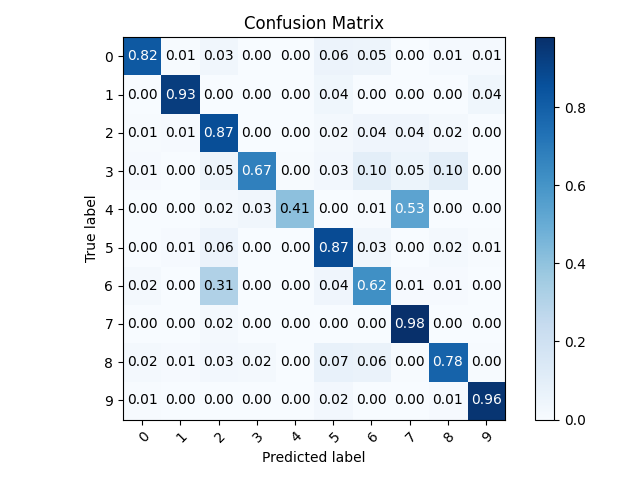 Confusion Matrix
0 0.82 0.01 0.03 0.00 0.00 0.06 0.05 0.00 0.01 0.01
1 0.00 0.93 0.00 0.00 0.00 0.04 0.00 0.00 0.00 0.04
2 0.01 0.01 0.87 0.00 0.00 0.02 0.04 0.04 0.02 0.00
3 0.01 0.00 0.05 0.67 0.00 0.03 0.10 0.05 0.10 0.00
4 0.00 0.00 0.02 0.03 0.41 0.00 0.01 0.53 0.00 0.00
5 0.00 0.01 0.06 0.00 0.00 0.87 0.03 0.00 0.02 0.01
6 0.02 0.00 0.31 0.00 0.00 0.04 0.62 0.01 0.01 0.00
7 0.00 0.00 0.02 0.00 0.00 0.00 0.00 0.98 0.00 0.00
8 0.02 0.01 0.03 0.02 0.00 0.07 0.06 0.00 0.78 0.00
9 0.01 0.00 0.00 0.00 0.00 0.02 0.00 0.00 0.01 0.96
0 1 2 3 4 5 6 7 8 9
Predicted label
True label
0.8
0.6
0.4
0.2
0.0